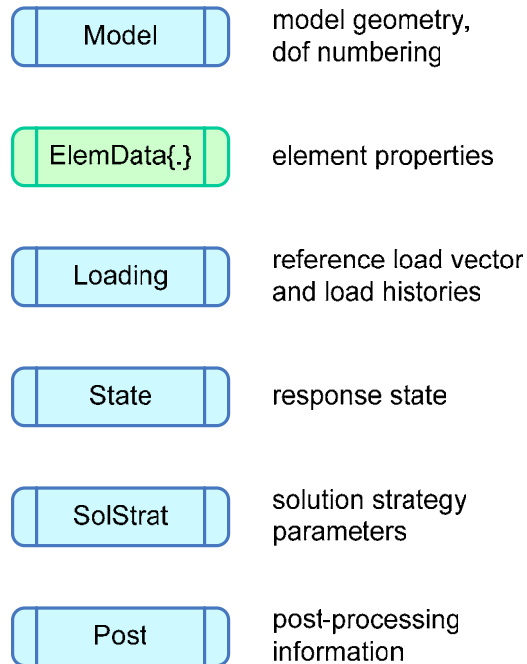 Model
model geometry,
dof numbering
ElemData{.}
element properties
Loading
reference load vector
and load histories
State
response state
SolStrat
solution strategy
parameters
Post
post-processing
information